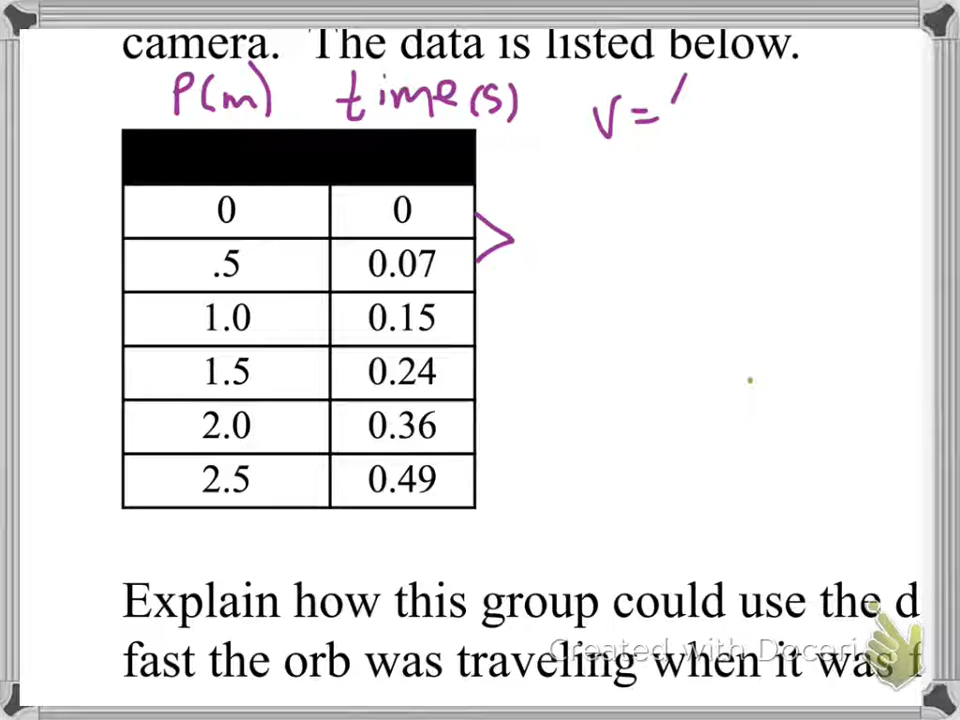 camera. The data is listed below.
P(m) time(s) v =
0 0
.5 0.07
1.0 0.15
1.5 0.24
2.0 0.36
2.5 0.49
Explain how this group could use the d
fast the orb was traveling when it was f
Created with Doceri